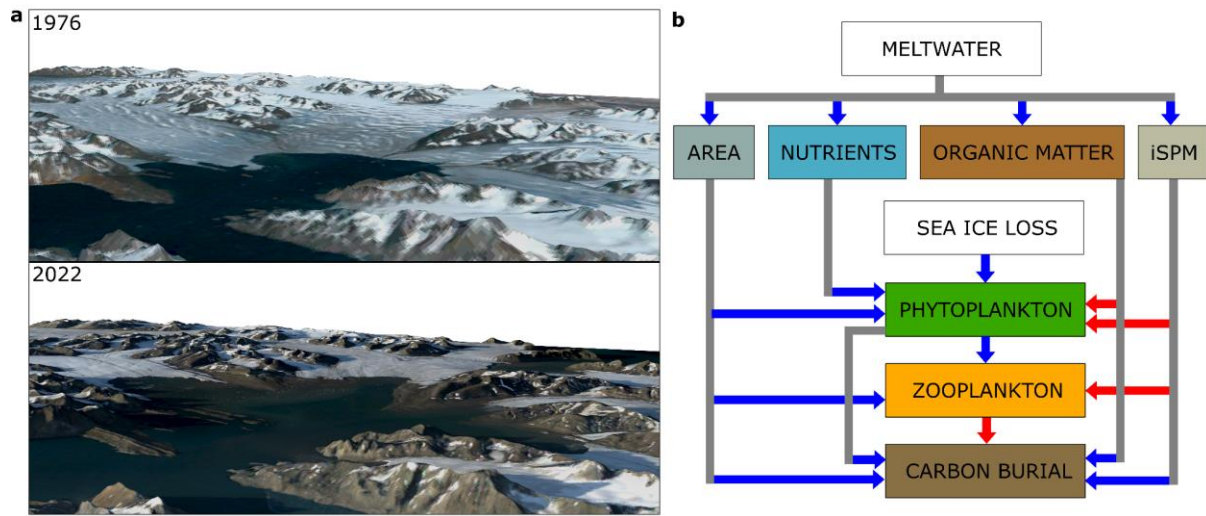 a
1976
2022
b
MELTWATER
AREA
NUTRIENTS
ORGANIC MATTER
iSPM
SEA ICE LOSS
PHYTOPLANKTON
ZOOPLANKTON
CARBON BURIAL